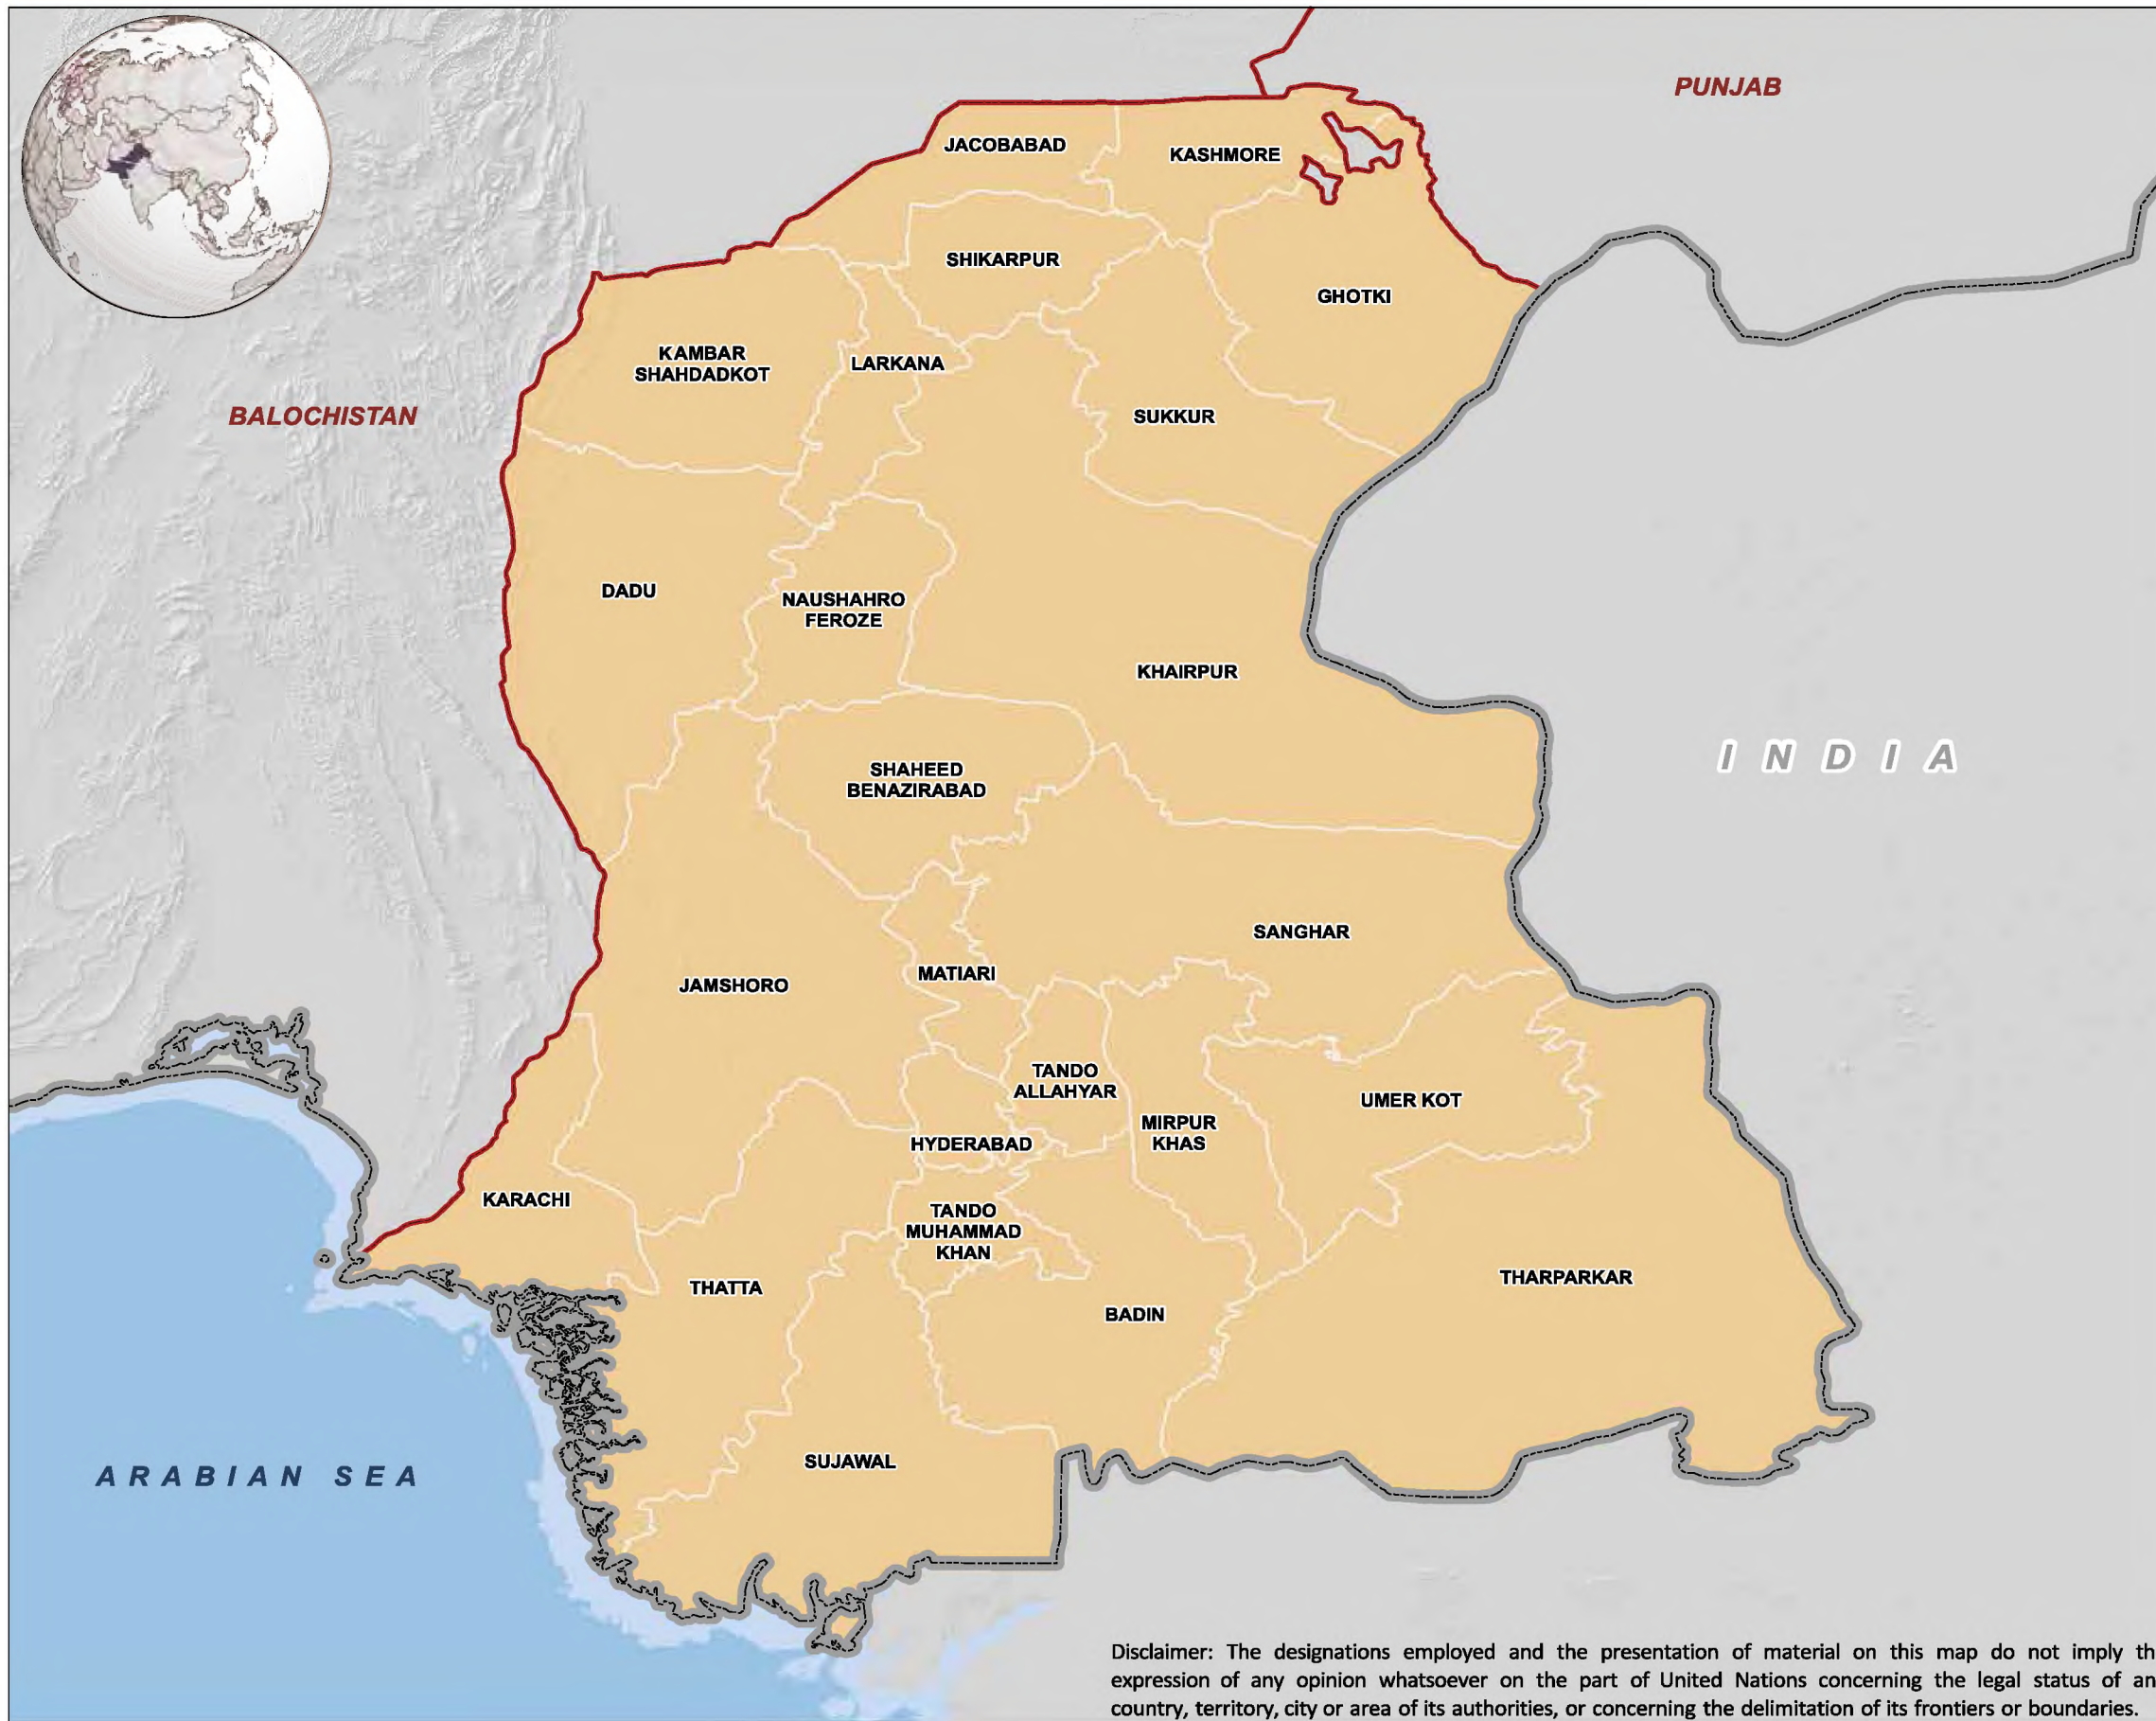 PUNJAB
JACOBABAD
KASHMORE
SHIKARPUR
GHOTKI
KAMBAR
SHAHDADKOT
LARKANA
BALOCHISTAN
SUKKUR
DADU
NAUSHAHRO
FEROZE
KHAIRPUR
INDIA
SHAHEED
BENAZIRABAD
SANGHAR
MATIARI
JAMSHORO
TANDO
ALLAHYAR
UMER KOT
MIRPUR
KHAS
HYDERABAD
KARACHI
TANDO
MUHAMMAD
KHAN
THARPARKAR
THATTA
BADIN
SUJAWAL
ARABIAN SEA
Disclaimer: The designations employed and the presentation of material on this map do not imply th
expression of any opinion whatsoever on the part of United Nations concerning the legal status of an
country, territory, city or area of its authorities, or concerning the delimitation of its frontiers or boundaries.